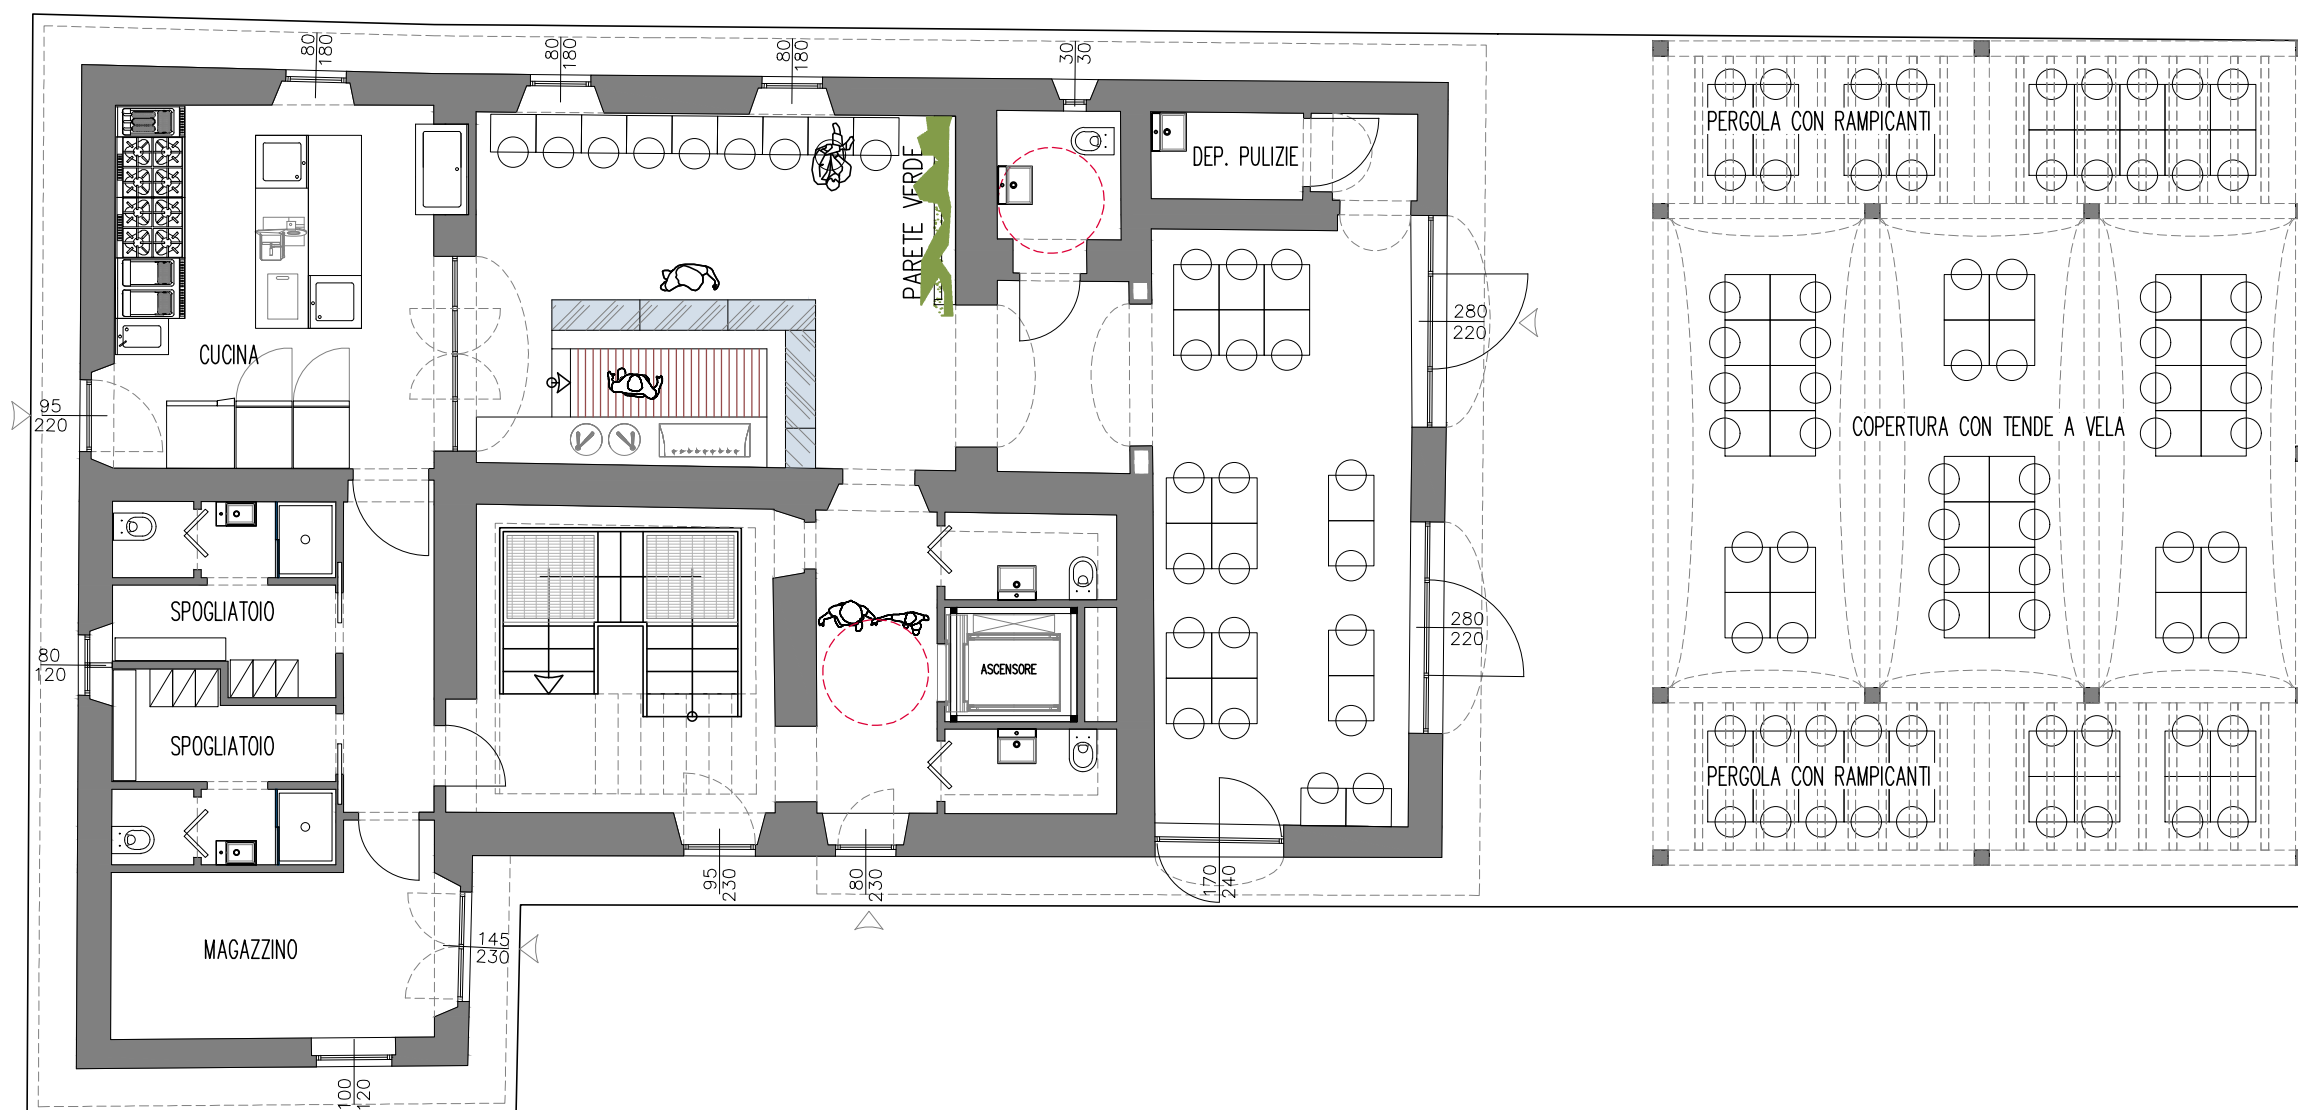 80
180
80
180
80
180
30
30
PERGOLA CON RAMPICANTI
DEP. PULIZIE
PARETE VERDE
280
220
CUCINA
95
220
COPERTURA CON TENDE A VELA
SPOGLIATOIO
280
220
80
120
ASCENSORE
SPOGLIATOIO
PERGOLA CON RAMPICANTI
95
230
80
230
170
240
MAGAZZINO
145
230
100
120